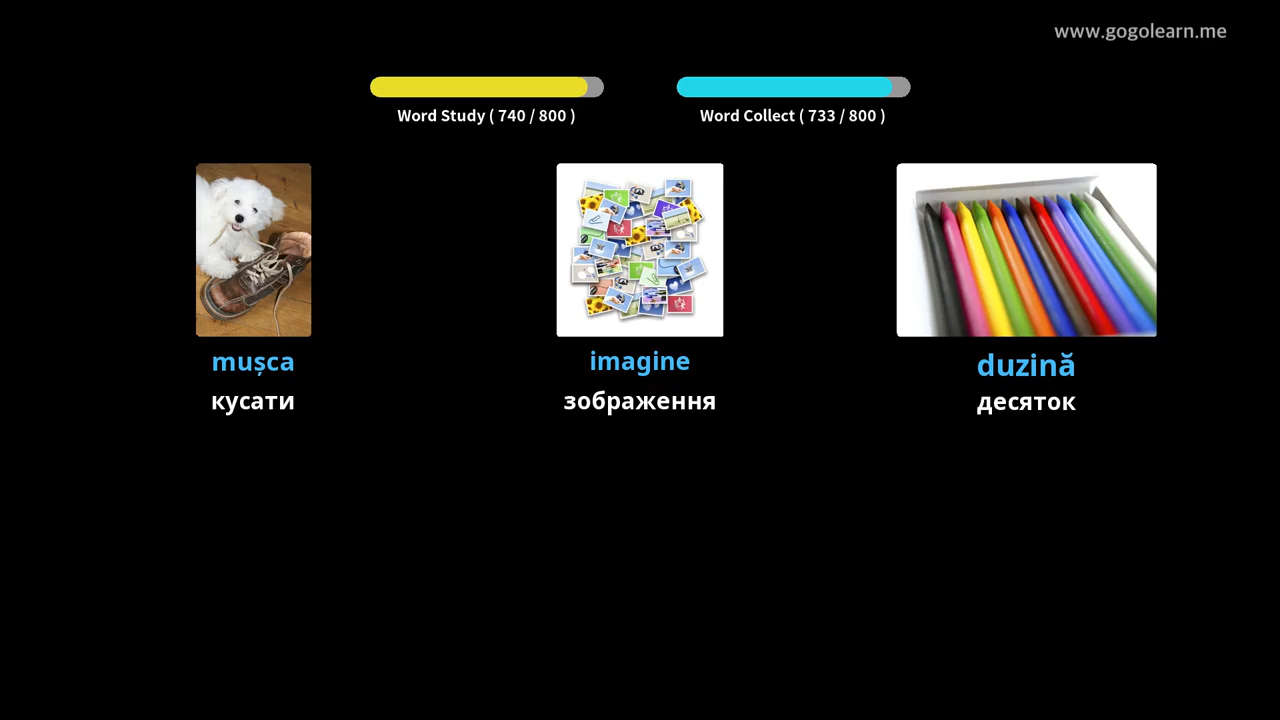 www.gogolearn.me
Word Study ( 740 / 800 )
Word Collect ( 733 / 800 )
mușca
imagine
duzină
кусати
зображення
десяток